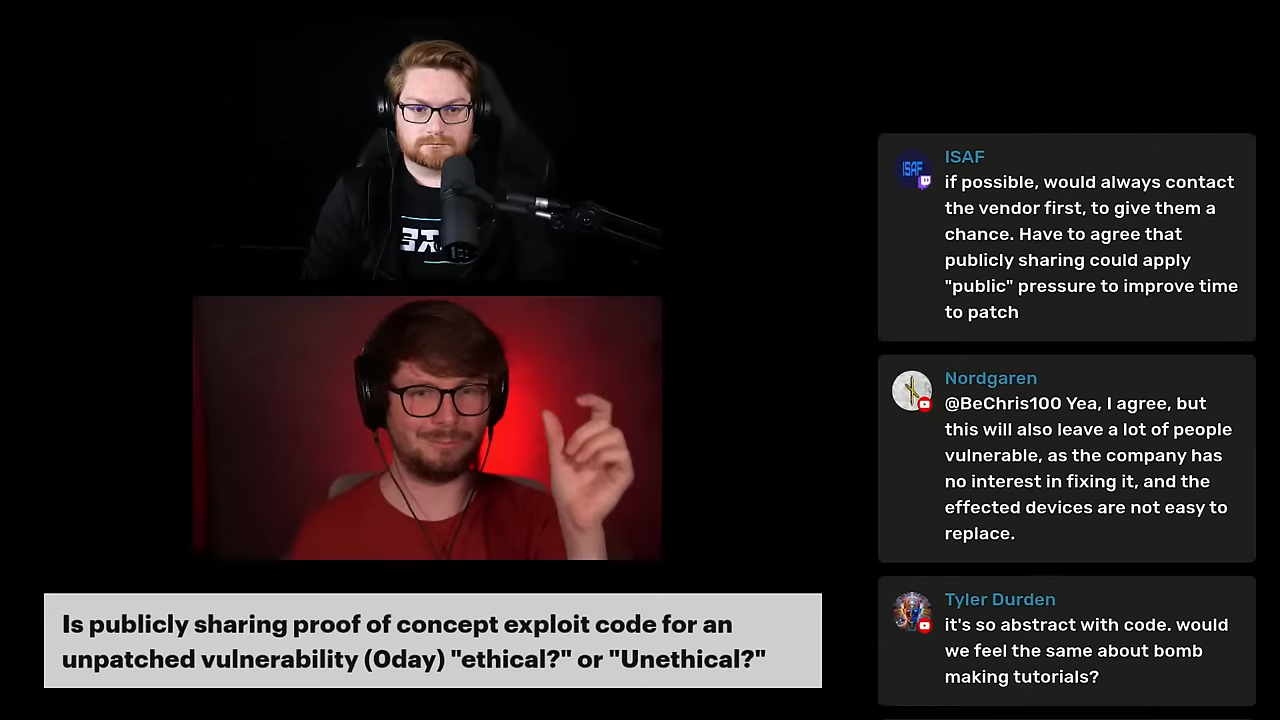 ISAF
ISAF
if possible, would always contact
the vendor first, to give them a
chance. Have to agree that
publicly sharing could apply
"public" pressure to improve time
to patch
Nordgaren
@BeChris100 Yea, I agree, but
this will also leave a lot of people
vulnerable, as the company has
no interest in fixing it, and the
effected devices are not easy to
replace.
Tyler Durden
it's so abstract with code. would
we feel the same about bomb
making tutorials?
Is publicly sharing proof of concept exploit code for an
unpatched vulnerability (0day) "ethical?" or "Unethical?"